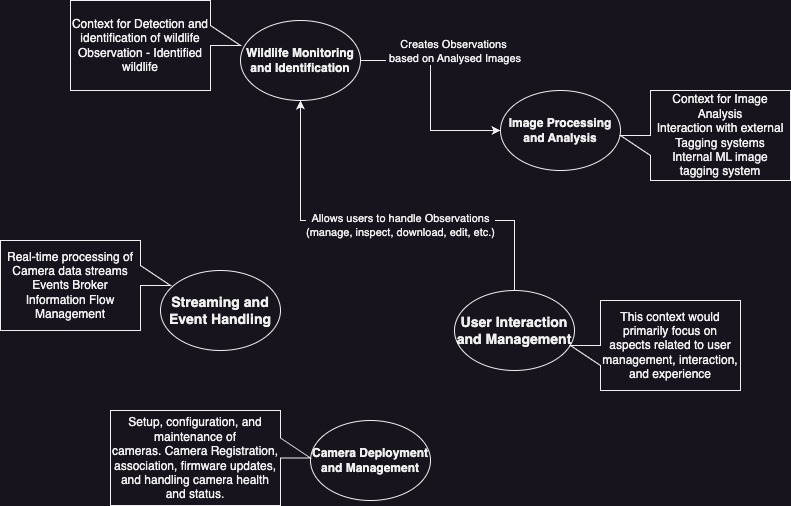 Context for Detection and
identification of wildlife
Observation - Identified
wildlife
Wildlife Monitoring
and Identification
Creates Observations
based on Analysed Images
Image Processing
and Analysis
Context for Image
Analysis
Interaction with external
Tagging systems
Internal ML image
tagging system
Allows users to handle Observations
(manage, inspect, download, edit, etc.)
Real-time processing of
Camera data streams
Events Broker
Information Flow
Management
Streaming and
Event Handling
User Interaction
and Management
This context would
primarily focus on
aspects related to user
management, interaction,
and experience
Setup, configuration, and
maintenance of
cameras. Camera Registration,
association, firmware updates,
and handling camera health
and status.
Camera Deployment
and Management